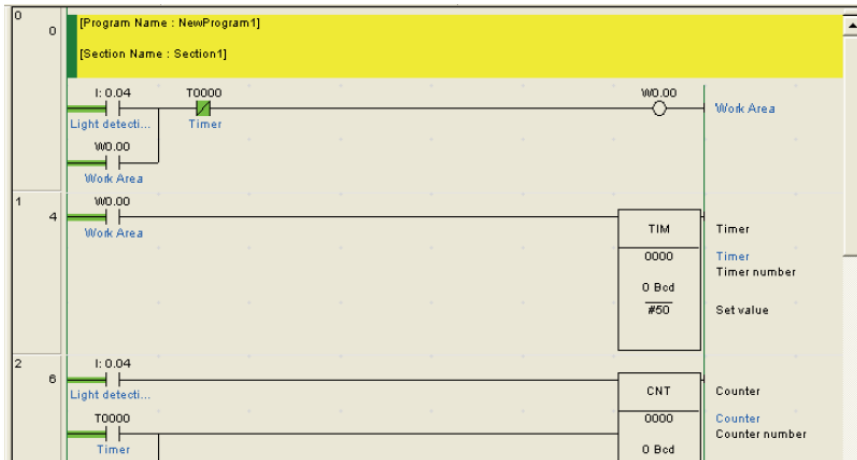 0
0
[Program Name : NewProgram1]
[Section Name : Section1]
I: 0.04 T0000 W0.00
Light detecti... Timer Work Area
W0.00
Work Area
1 W0.00
4
Work Area TIM Timer
0000 Timer
Timer number
0 Bcd
#50 Set value
2 I: 0.04
6
Light detecti... CNT Counter
T0000 0000 Counter
Counter number
Timer 0 Bcd